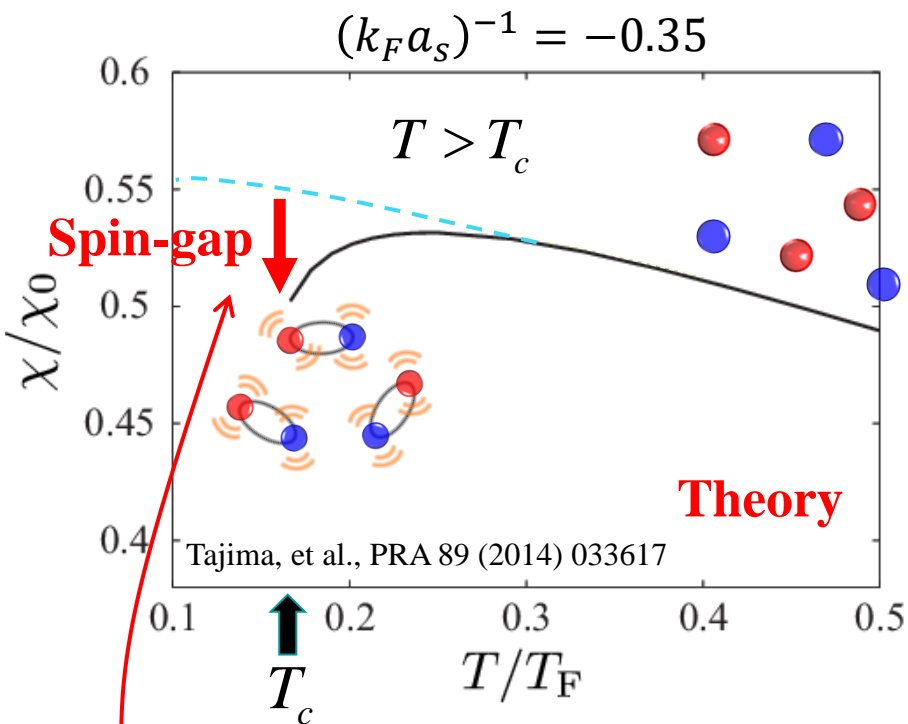 (k_F a_s)^{-1} = −0.35
0.6
T > T_c
0.55
Spin-gap
0.5
χ/χ0
0.45
Theory
0.4
Tajima, et al., PRA 89 (2014) 033617
0.1 0.2 0.3 0.4 0.5
T_c
T/T_F